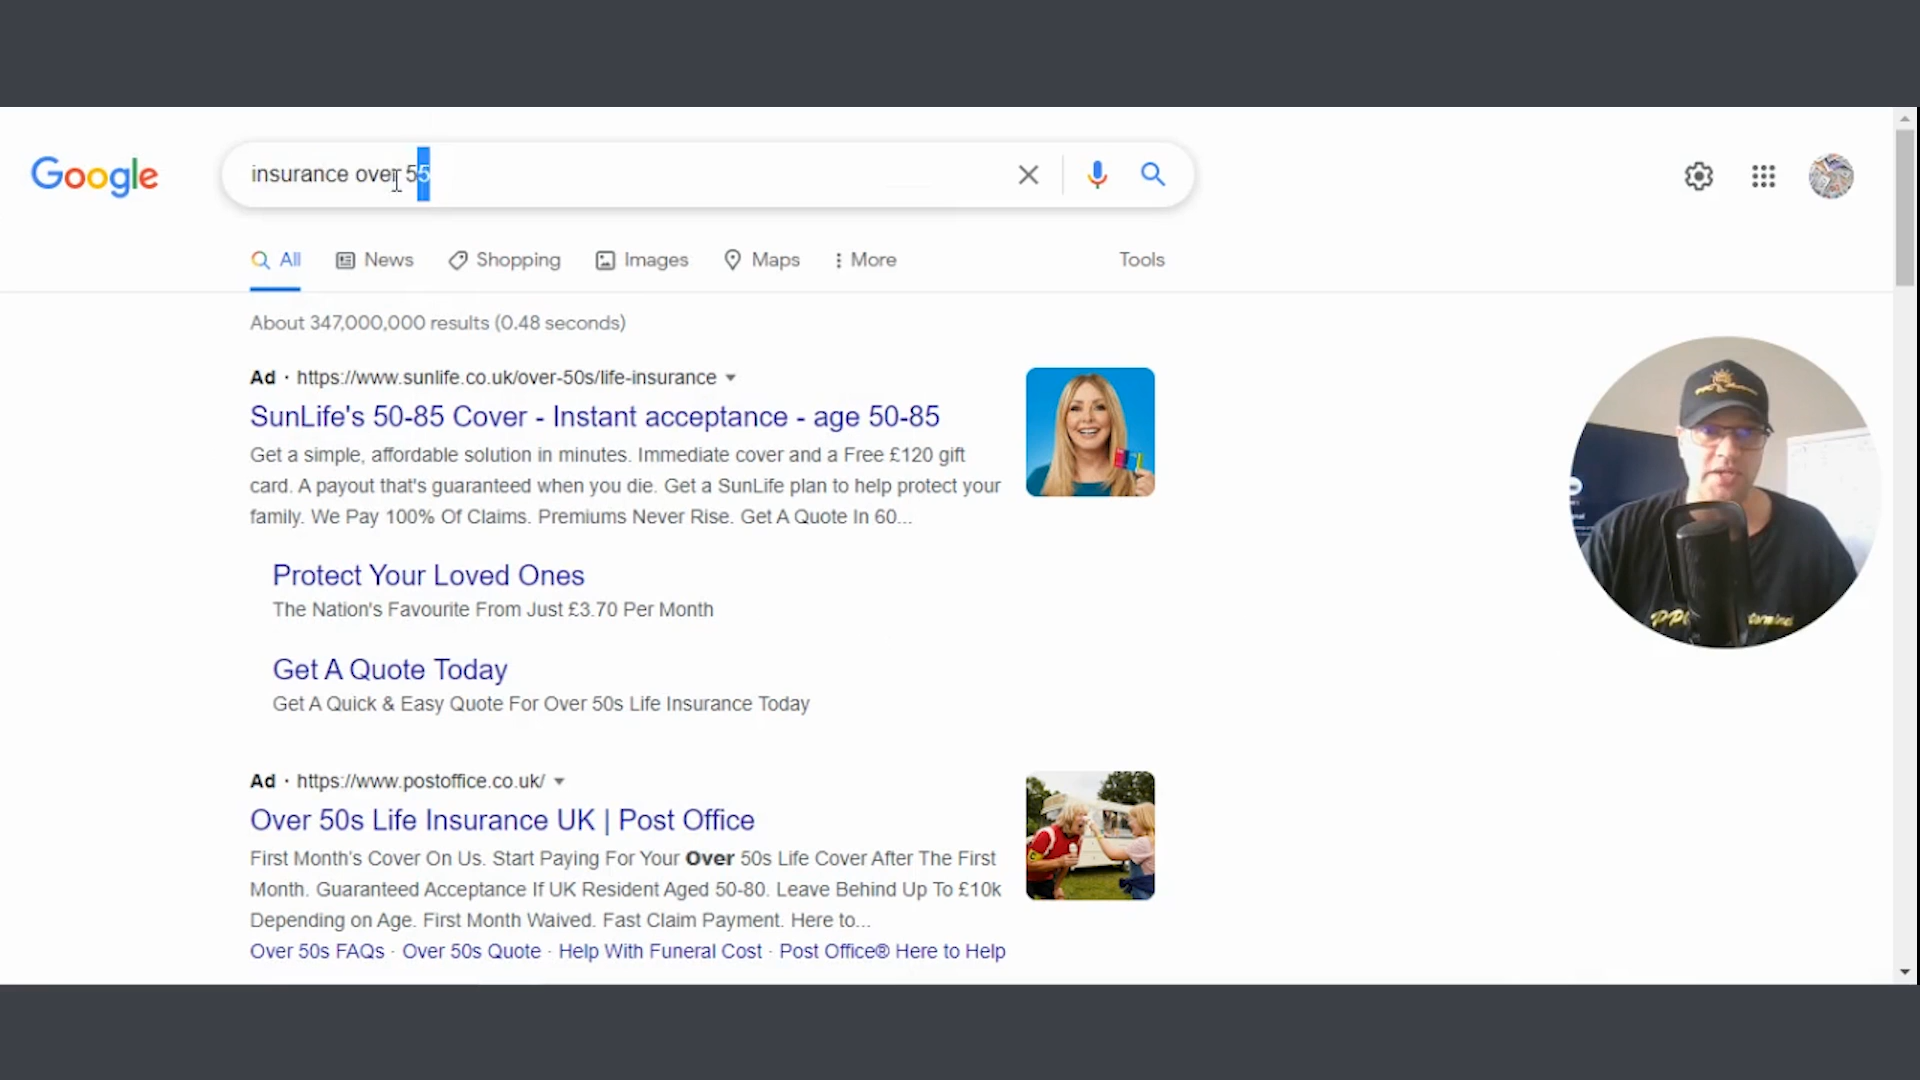 Google
insurance over 55
All
News
Shopping
Images
Maps
More
Tools
About 347,000,000 results (0.48 seconds)
Ad · https://www.sunlife.co.uk/over-50s/life-insurance
SunLife's 50-85 Cover - Instant acceptance - age 50-85
Get a simple, affordable solution in minutes. Immediate cover and a Free £120 gift
card. A payout that's guaranteed when you die. Get a SunLife plan to help protect your
family. We Pay 100% Of Claims. Premiums Never Rise. Get A Quote In 60...
Protect Your Loved Ones
The Nation's Favourite From Just £3.70 Per Month
Get A Quote Today
Get A Quick & Easy Quote For Over 50s Life Insurance Today
Ad · https://www.postoffice.co.uk/
Over 50s Life Insurance UK | Post Office
First Month's Cover On Us. Start Paying For Your Over 50s Life Cover After The First
Month. Guaranteed Acceptance If UK Resident Aged 50-80. Leave Behind Up To £10k
Depending on Age. First Month Waived. Fast Claim Payment. Here to...
Over 50s FAQs · Over 50s Quote · Help With Funeral Cost · Post Office® Here to Help